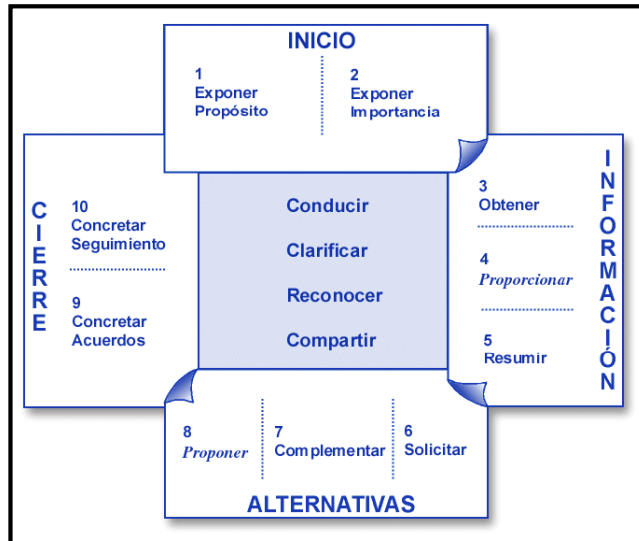 INICIO
1
Exponer
Propósito
2
Exponer
Importancia
INFORMACIÓN
3
Obtener
4
Proporcionar
5
Resumir
Conducir
Clarificar
Reconocer
Compartir
CIERRE
10
Concretar
Seguimiento
9
Concretar
Acuerdos
8
Proponer
7
Complementar
6
Solicitar
ALTERNATIVAS